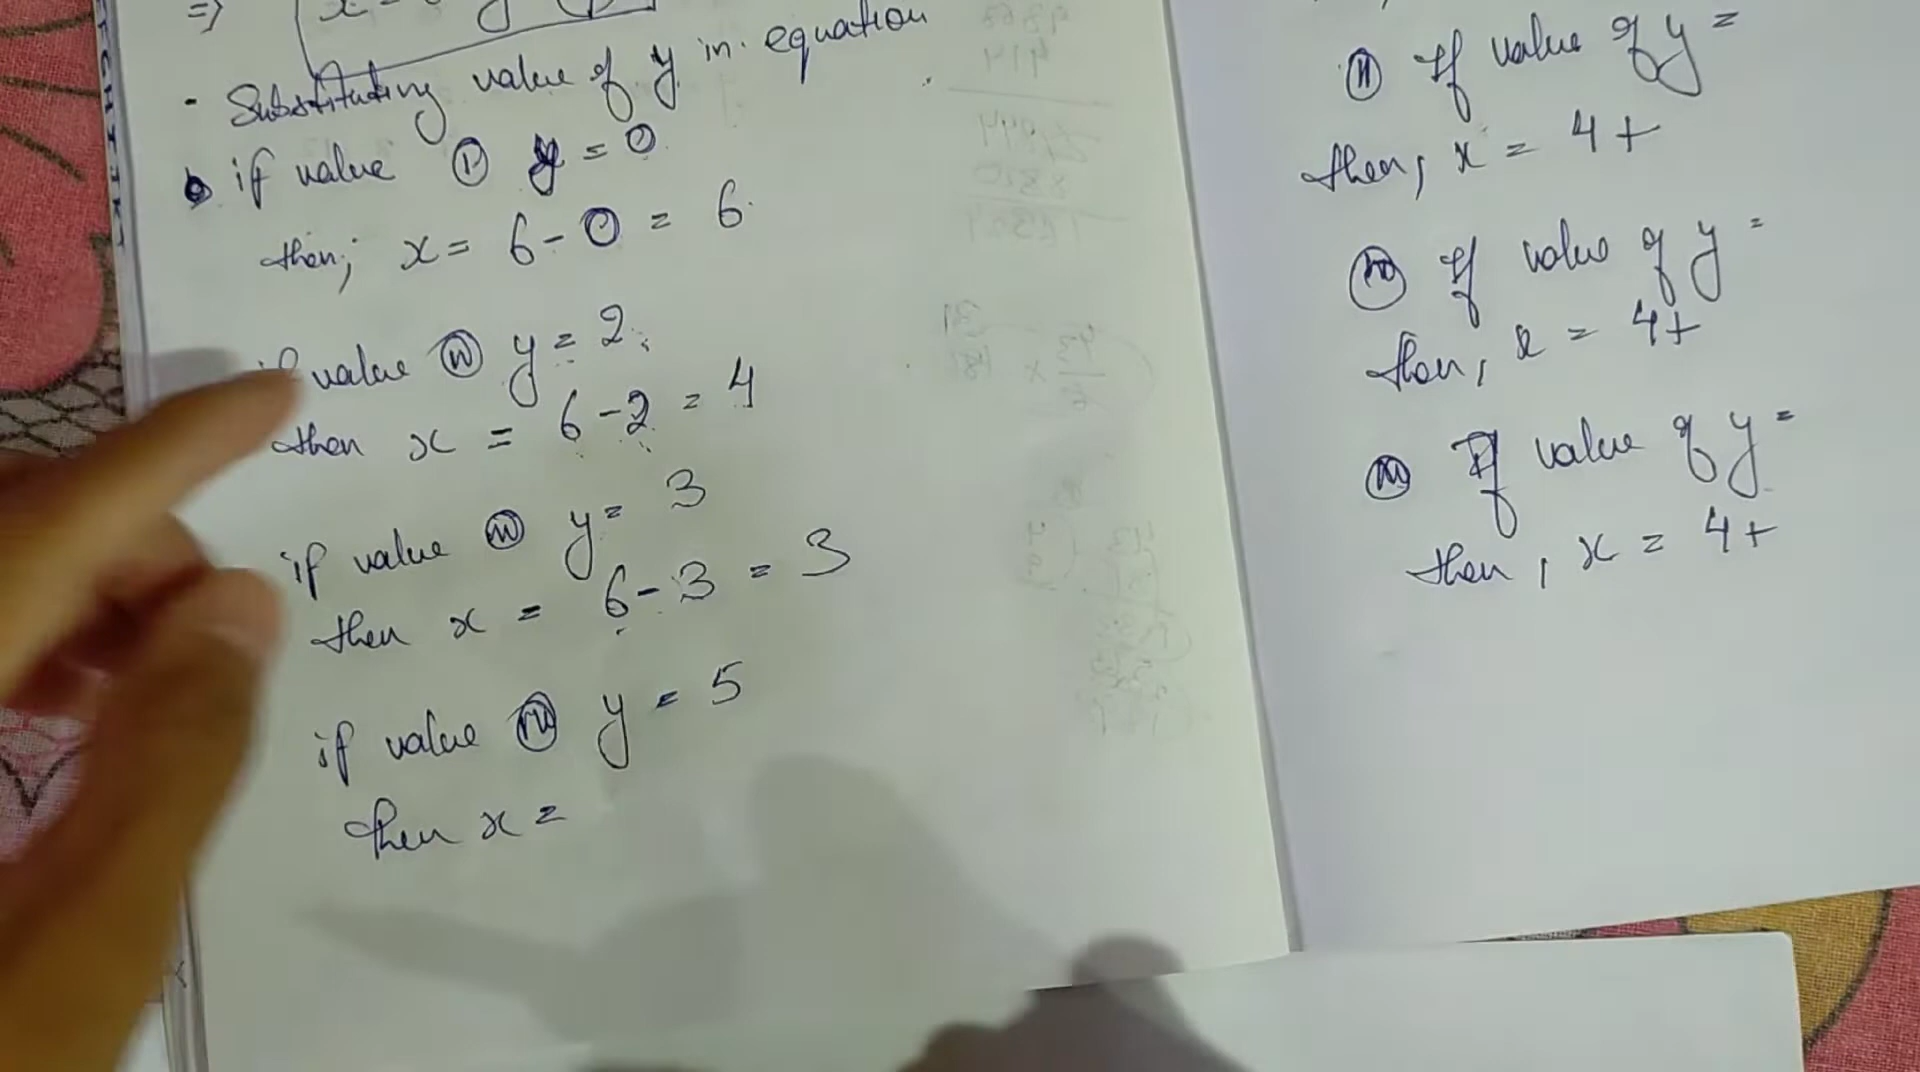 =>
- Substituting value of y in equation
if value (i) y = 0
then; x = 6 - 0 = 6.
if value (ii) y = 2
then x = 6 - 2 = 4
if value (iii) y = 3
then x = 6 - 3 = 3
if value (iv) y = 5
then x =
(ii) If value of y =
then, x = 4 +
If value of y =
then, x = 4 +
If value of y =
then, x = 4 +